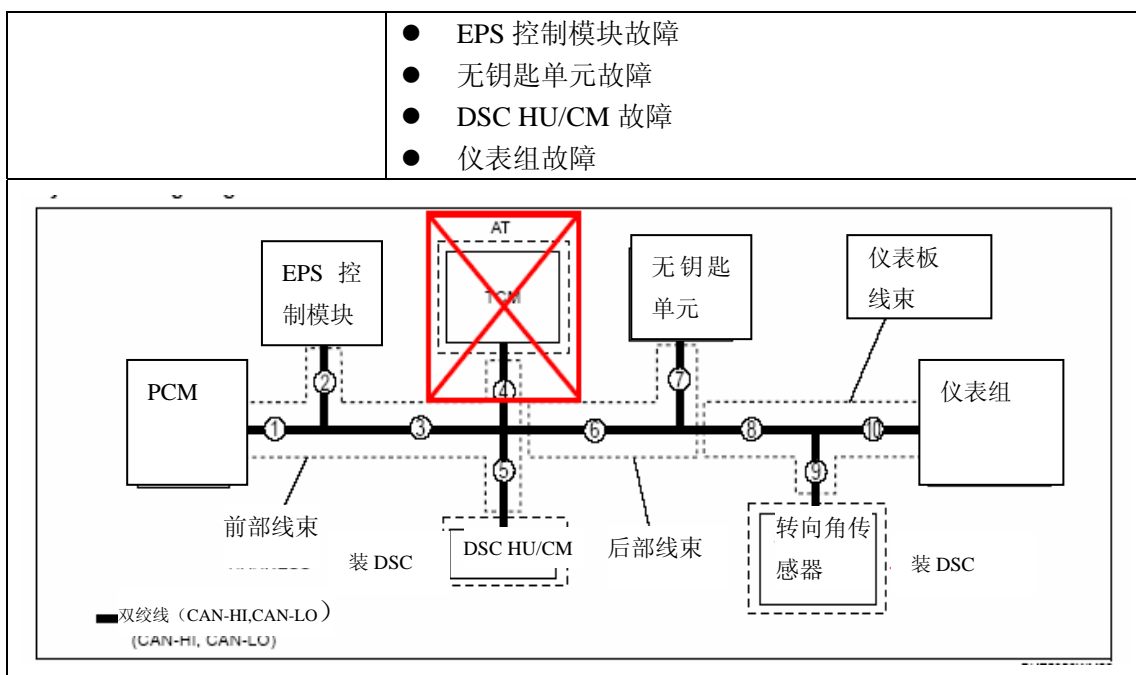 ● EPS 控制模块故障
● 无钥匙单元故障
● DSC HU/CM 故障
● 仪表组故障
AT
EPS 控
制模块
TCM
无钥匙
单元
仪表板
线束
PCM
仪表组
2
4
7
1
3
6
8
10
5
9
前部线束
装 DSC
DSC HU/CM
后部线束
转向角传
感器
装 DSC
双绞线（CAN-HI,CAN-LO）
(CAN-HI, CAN-LO)